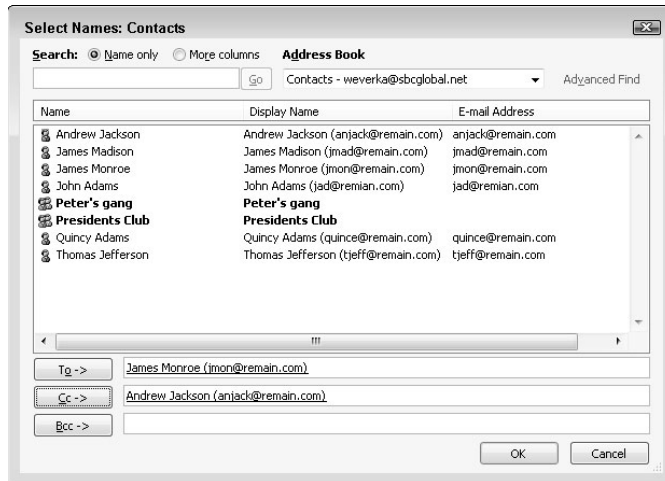 Select Names: Contacts
Search: Name only More columns Address Book
Go Contacts - weverka@sbcglobal.net Advanced Find
Name Display Name E-mail Address
Andrew Jackson Andrew Jackson (anjack@remain.com) anjack@remain.com
James Madison James Madison (jmad@remain.com) jmad@remain.com
James Monroe James Monroe (jmon@remain.com) jmon@remain.com
John Adams John Adams (jad@remian.com) jad@remian.com
Peter's gang Peter's gang
Presidents Club Presidents Club
Quincy Adams Quincy Adams (quince@remain.com) quince@remain.com
Thomas Jefferson Thomas Jefferson (tjeff@remain.com) tjeff@remain.com
To -> James Monroe (jmon@remain.com)
Cc -> Andrew Jackson (anjack@remain.com)
Bcc ->
OK Cancel